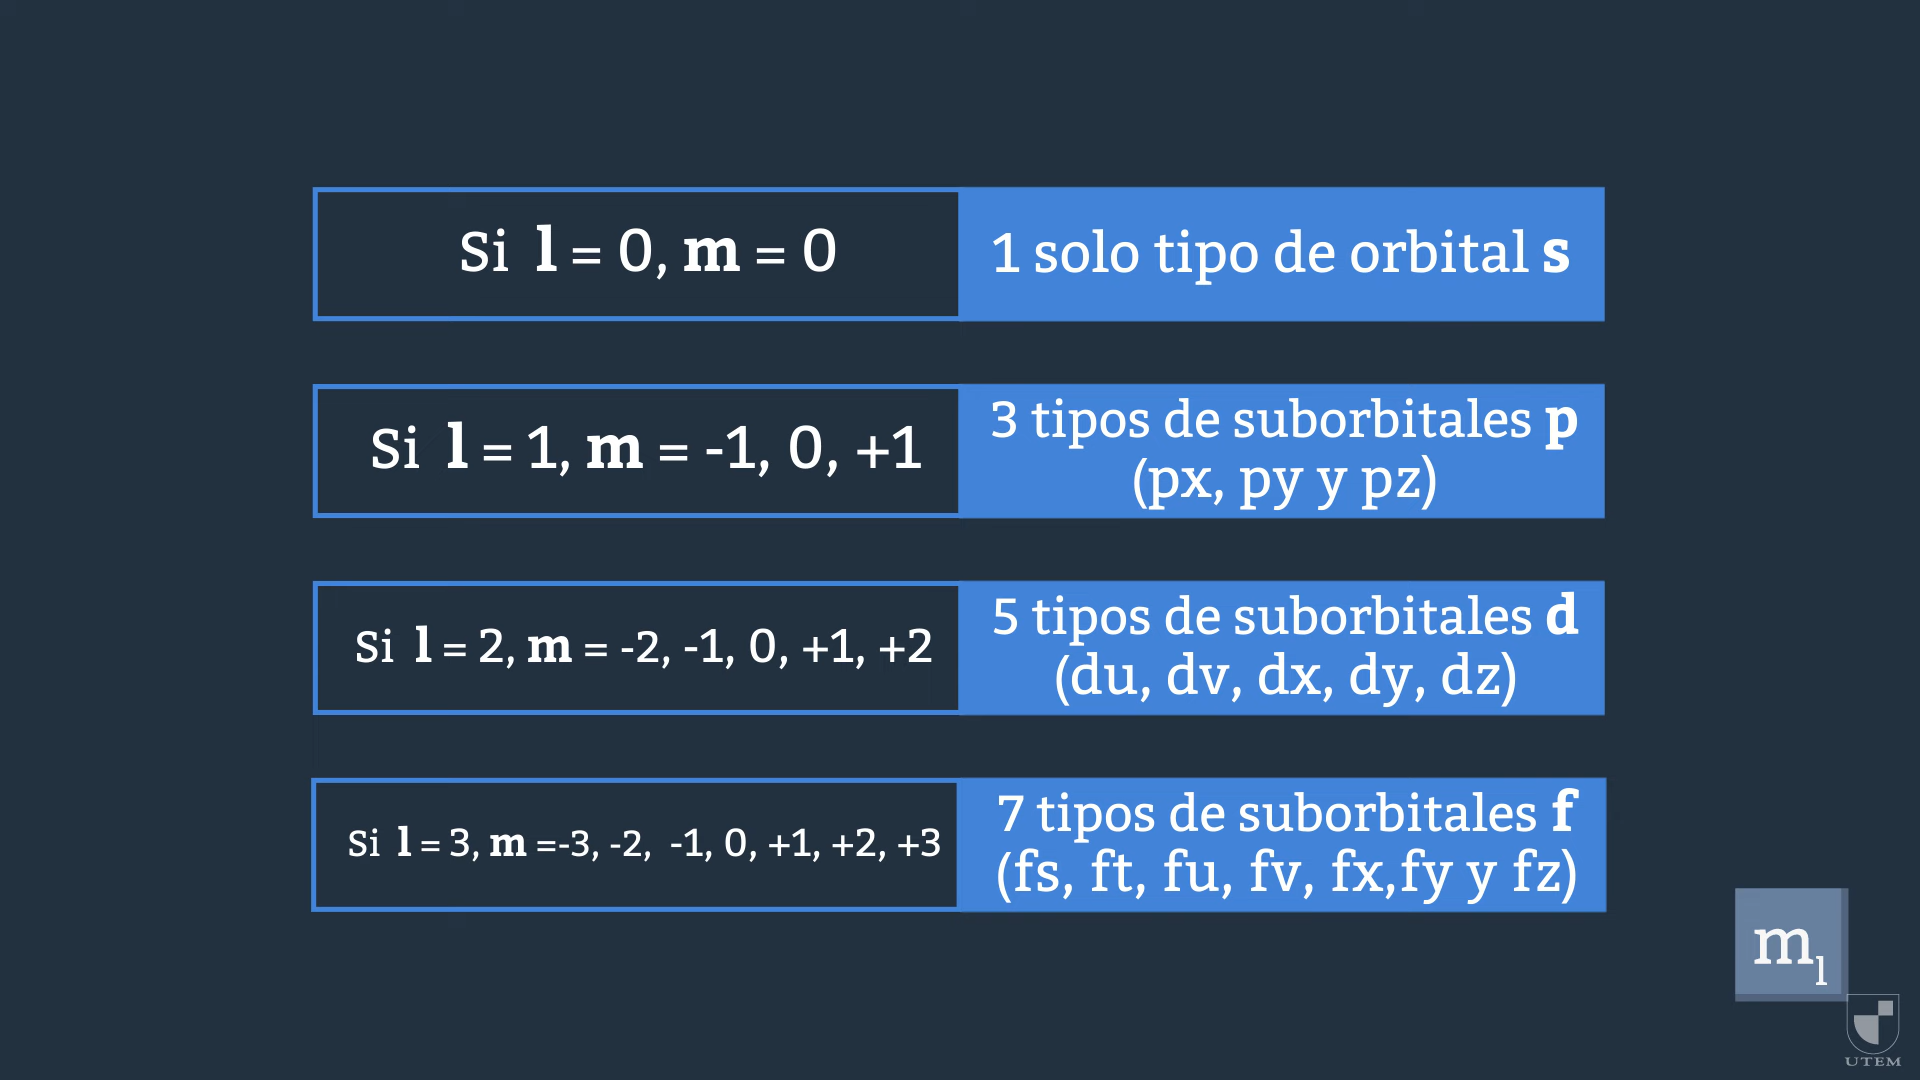 Si l = 0, m = 0
1 solo tipo de orbital s
Si l = 1, m = -1, 0, +1
3 tipos de suborbitales p
(px, py y pz)
Si l = 2, m = -2, -1, 0, +1, +2
5 tipos de suborbitales d
(du, dv, dx, dy, dz)
Si l = 3, m =-3, -2, -1, 0, +1, +2, +3
7 tipos de suborbitales f
(fs, ft, fu, fv, fx,fy y fz)
ml
UTEM